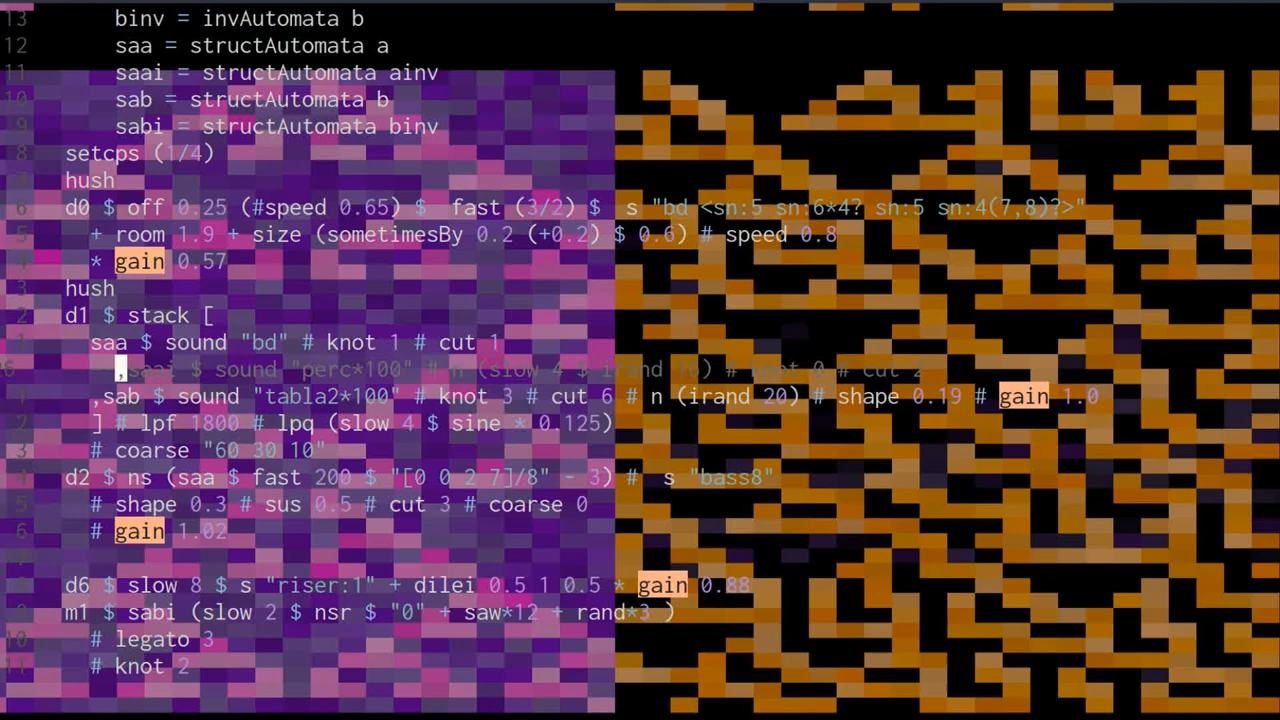 13 binv = invAutomata b
12 saa = structAutomata a
11 saai = structAutomata ainv
10 sab = structAutomata b
9 sabi = structAutomata binv
8 setcps (1/4)
7 hush
6 d0 $ off 0.25 (#speed 0.65) $ fast (3/2) $ s "bd <sn:5 sn:6*4? sn:5 sn:4(7,8)?>"
5 + room 1.9 + size (sometimesBy 0.2 (+0.2) $ 0.6) # speed 0.8
4 * gain 0.57
3 hush
2 d1 $ stack [
1 saa $ sound "bd" # knot 1 # cut 1
6 ,saai $ sound "perc*100" # n (slow 4 $ irand 16) # knot 0 # cut 2
1 ,sab $ sound "tabla2*100" # knot 3 # cut 6 # n (irand 20) # shape 0.19 # gain 1.0
2 ] # lpf 1800 # lpq (slow 4 $ sine * 0.125)
3 # coarse "60 30 10"
4 d2 $ ns (saa $ fast 200 $ "[0 0 2 7]/8" - 3) # s "bass8"
5 # shape 0.3 # sus 0.5 # cut 3 # coarse 0
6 # gain 1.02
7
8 d6 $ slow 8 $ s "riser:1" + dilei 0.5 1 0.5 * gain 0.88
9 m1 $ sabi (slow 2 $ nsr $ "0" + saw*12 + rand*3 )
10 # legato 3
11 # knot 2